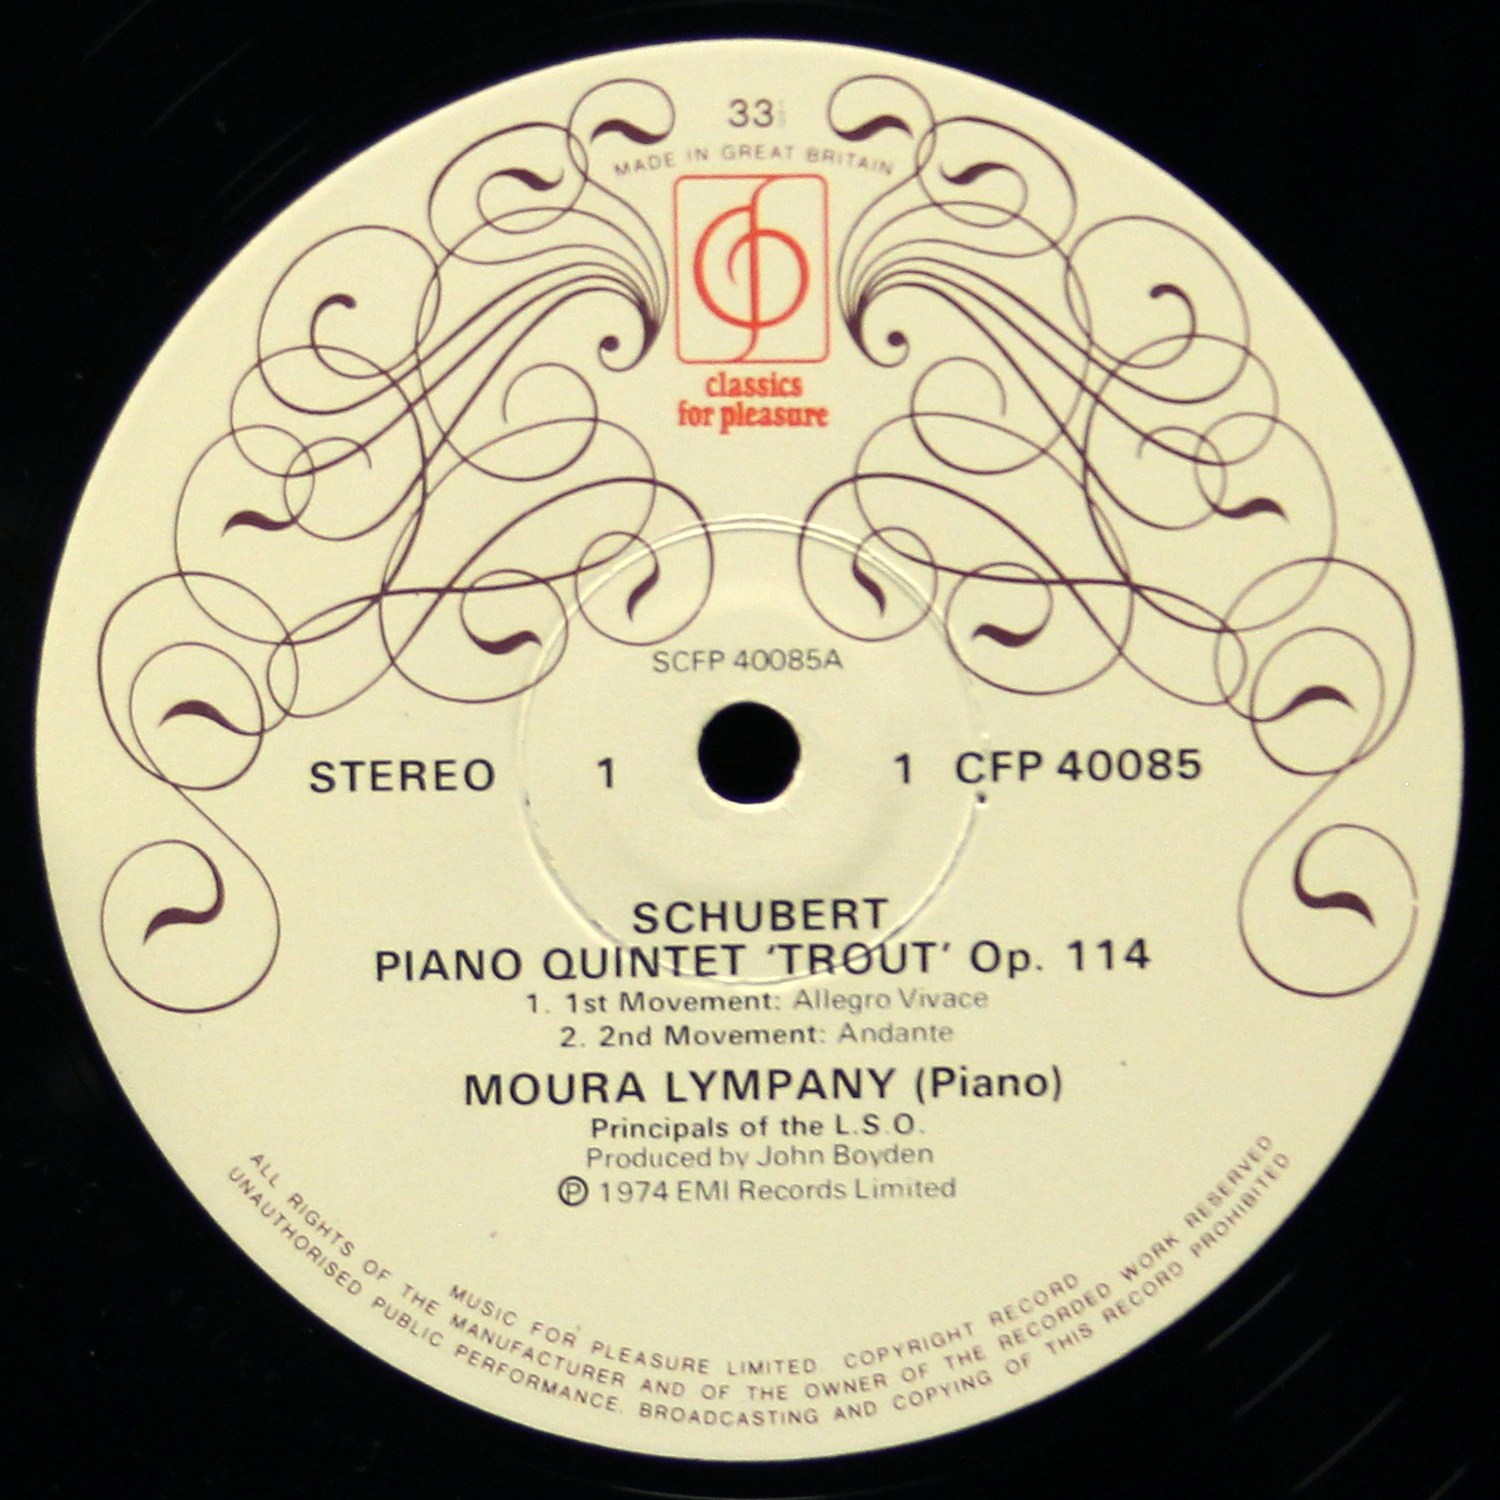 33⅓
MADE IN GREAT BRITAIN
classics
for pleasure
SCFP 40085A
STEREO 1 1 CFP 40085
SCHUBERT
PIANO QUINTET ‘TROUT’ Op. 114
1. 1st Movement: Allegro Vivace
2. 2nd Movement: Andante
MOURA LYMPANY (Piano)
Principals of the L.S.O.
Produced by John Boyden
℗ 1974 EMI Records Limited
MUSIC FOR PLEASURE LIMITED. COPYRIGHT RECORD
ALL RIGHTS OF THE MANUFACTURER AND OF THE OWNER OF THE RECORDED WORK RESERVED
UNAUTHORISED PUBLIC PERFORMANCE, BROADCASTING AND COPYING OF THIS RECORD PROHIBITED